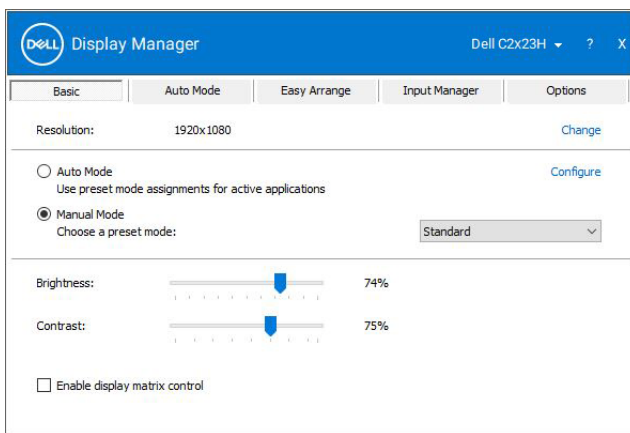 DELL Display Manager Dell C2x23H ? X
Basic Auto Mode Easy Arrange Input Manager Options
Resolution: 1920x1080 Change
Auto Mode Configure
Use preset mode assignments for active applications
Manual Mode
Choose a preset mode: Standard
Brightness: 74%
Contrast: 75%
Enable display matrix control